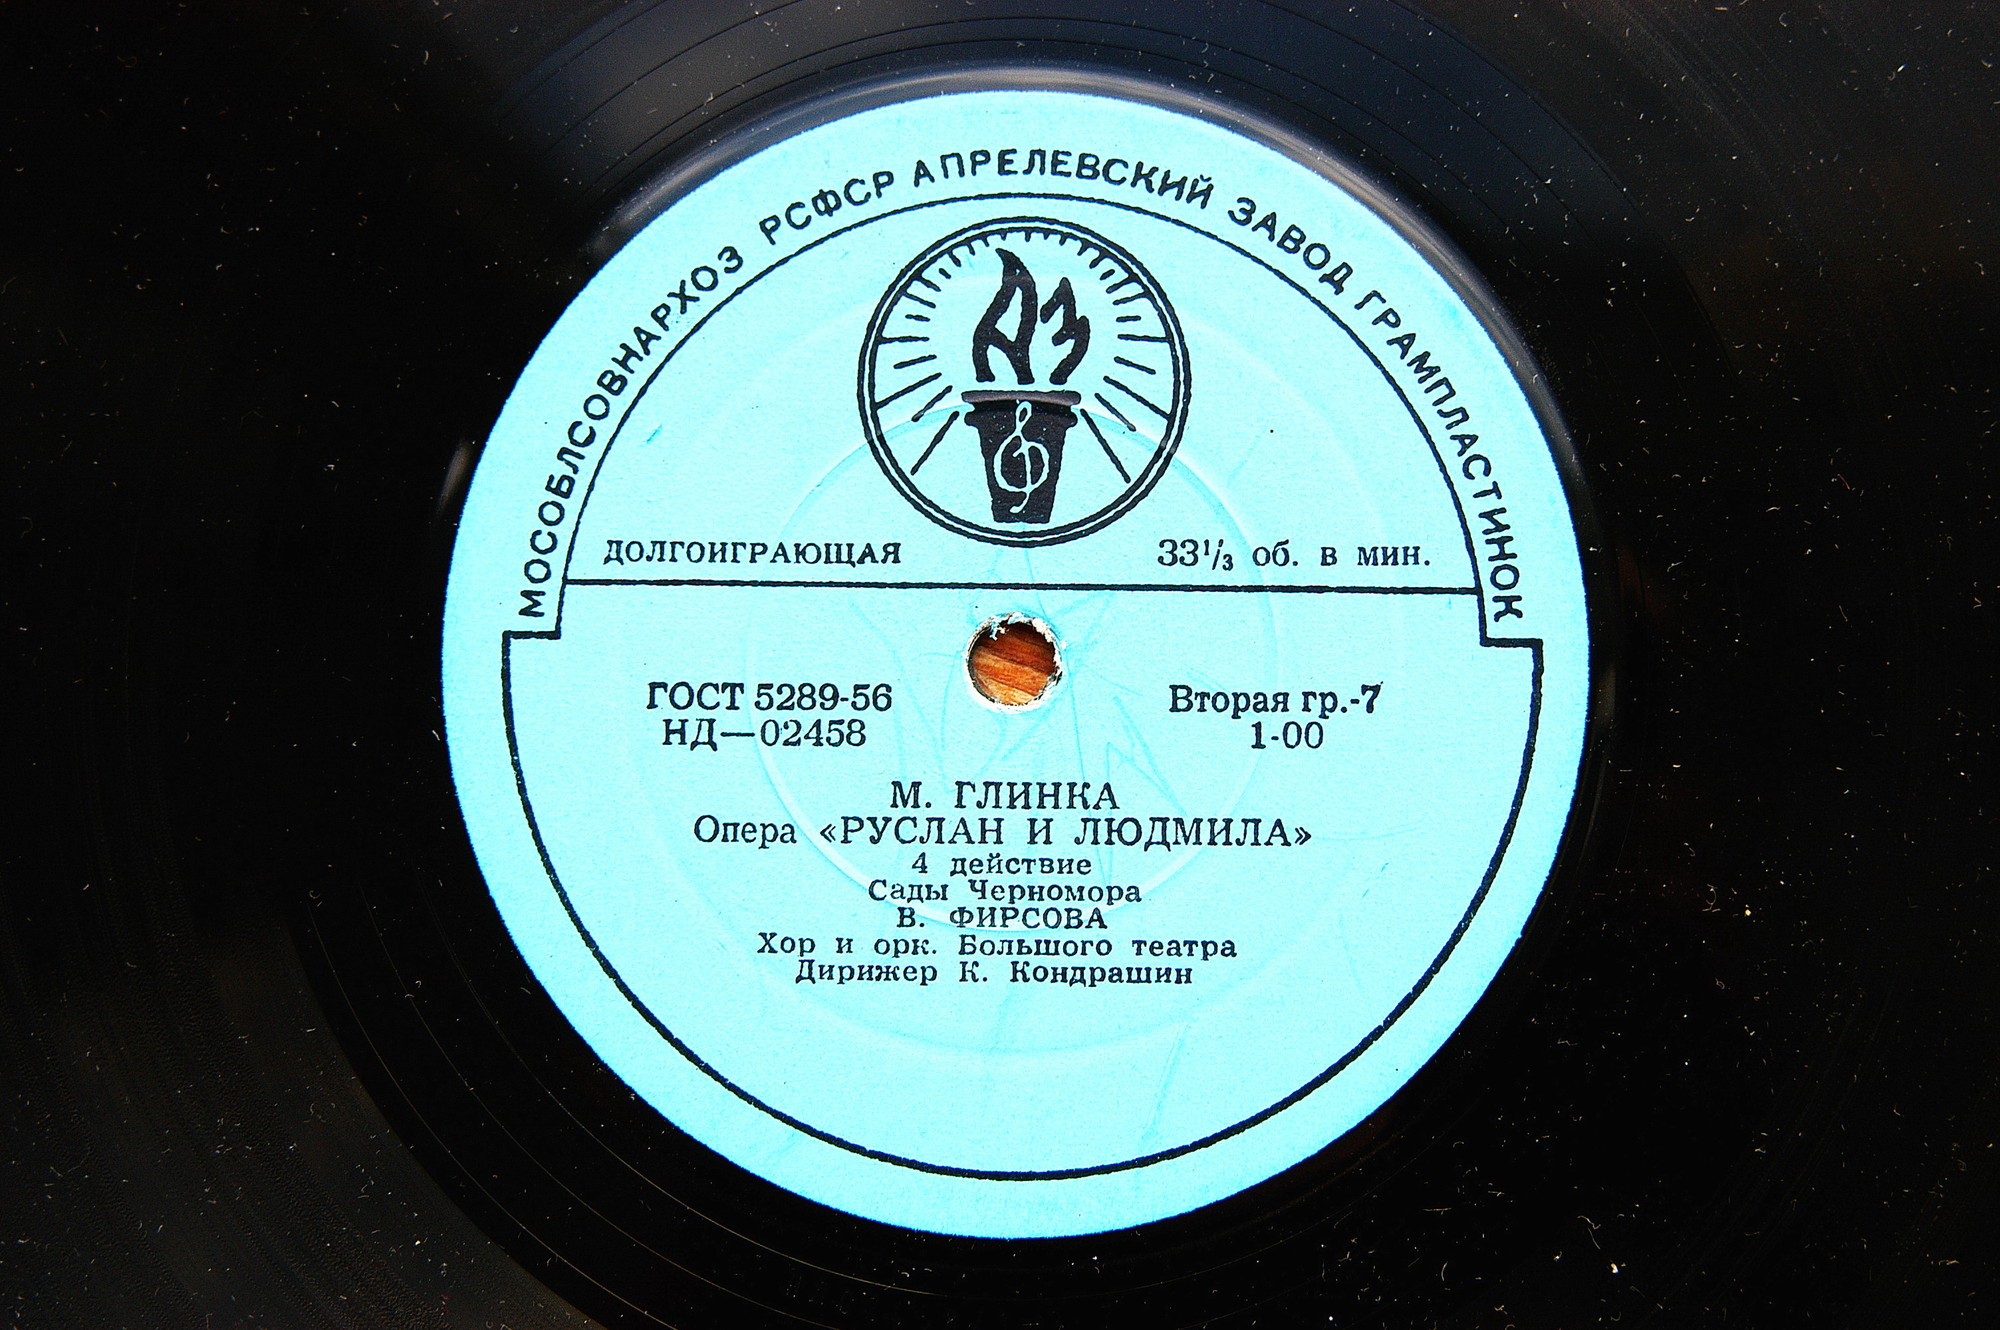 МОСОБЛСОВНАРХОЗ РСФСР АПРЕЛЕВСКИЙ ЗАВОД ГРАМПЛАСТИНОК
АЗ
ДОЛГОИГРАЮЩАЯ
33¹/₃ об. в мин.
ГОСТ 5289-56
НД—02458
Вторая гр.-7
1-00
М. ГЛИНКА
Опера «РУСЛАН И ЛЮДМИЛА»
4 действие
Сады Черномора
В. ФИРСОВА
Хор и орк. Большого театра
Дирижер К. Кондрашин